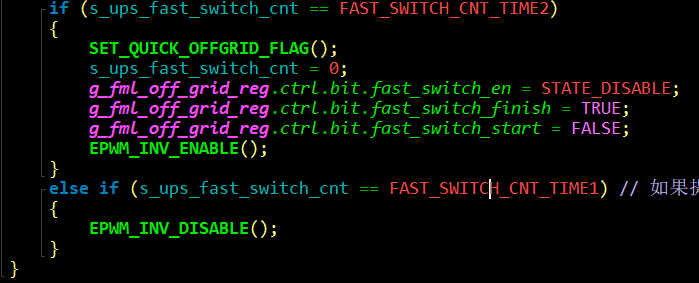 if (s_ups_fast_switch_cnt == FAST_SWITCH_CNT_TIME2)
{
SET_QUICK_OFFGRID_FLAG();
s_ups_fast_switch_cnt = 0;
g_fml_off_grid_reg.ctrl.bit.fast_switch_en = STATE_DISABLE;
g_fml_off_grid_reg.ctrl.bit.fast_switch_finish = TRUE;
g_fml_off_grid_reg.ctrl.bit.fast_switch_start = FALSE;
EPWM_INV_ENABLE();
}
else if (s_ups_fast_switch_cnt == FAST_SWITCH_CNT_TIME1) // 如果
{
EPWM_INV_DISABLE();
}
}